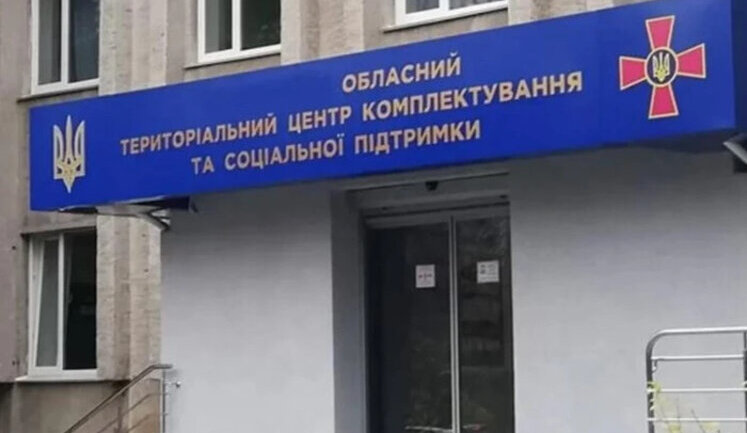 ОБЛАСНИЙ
ТЕРИТОРІАЛЬНИЙ ЦЕНТР КОМПЛЕКТУВАННЯ
ТА СОЦІАЛЬНОЇ ПІДТРИМКИ